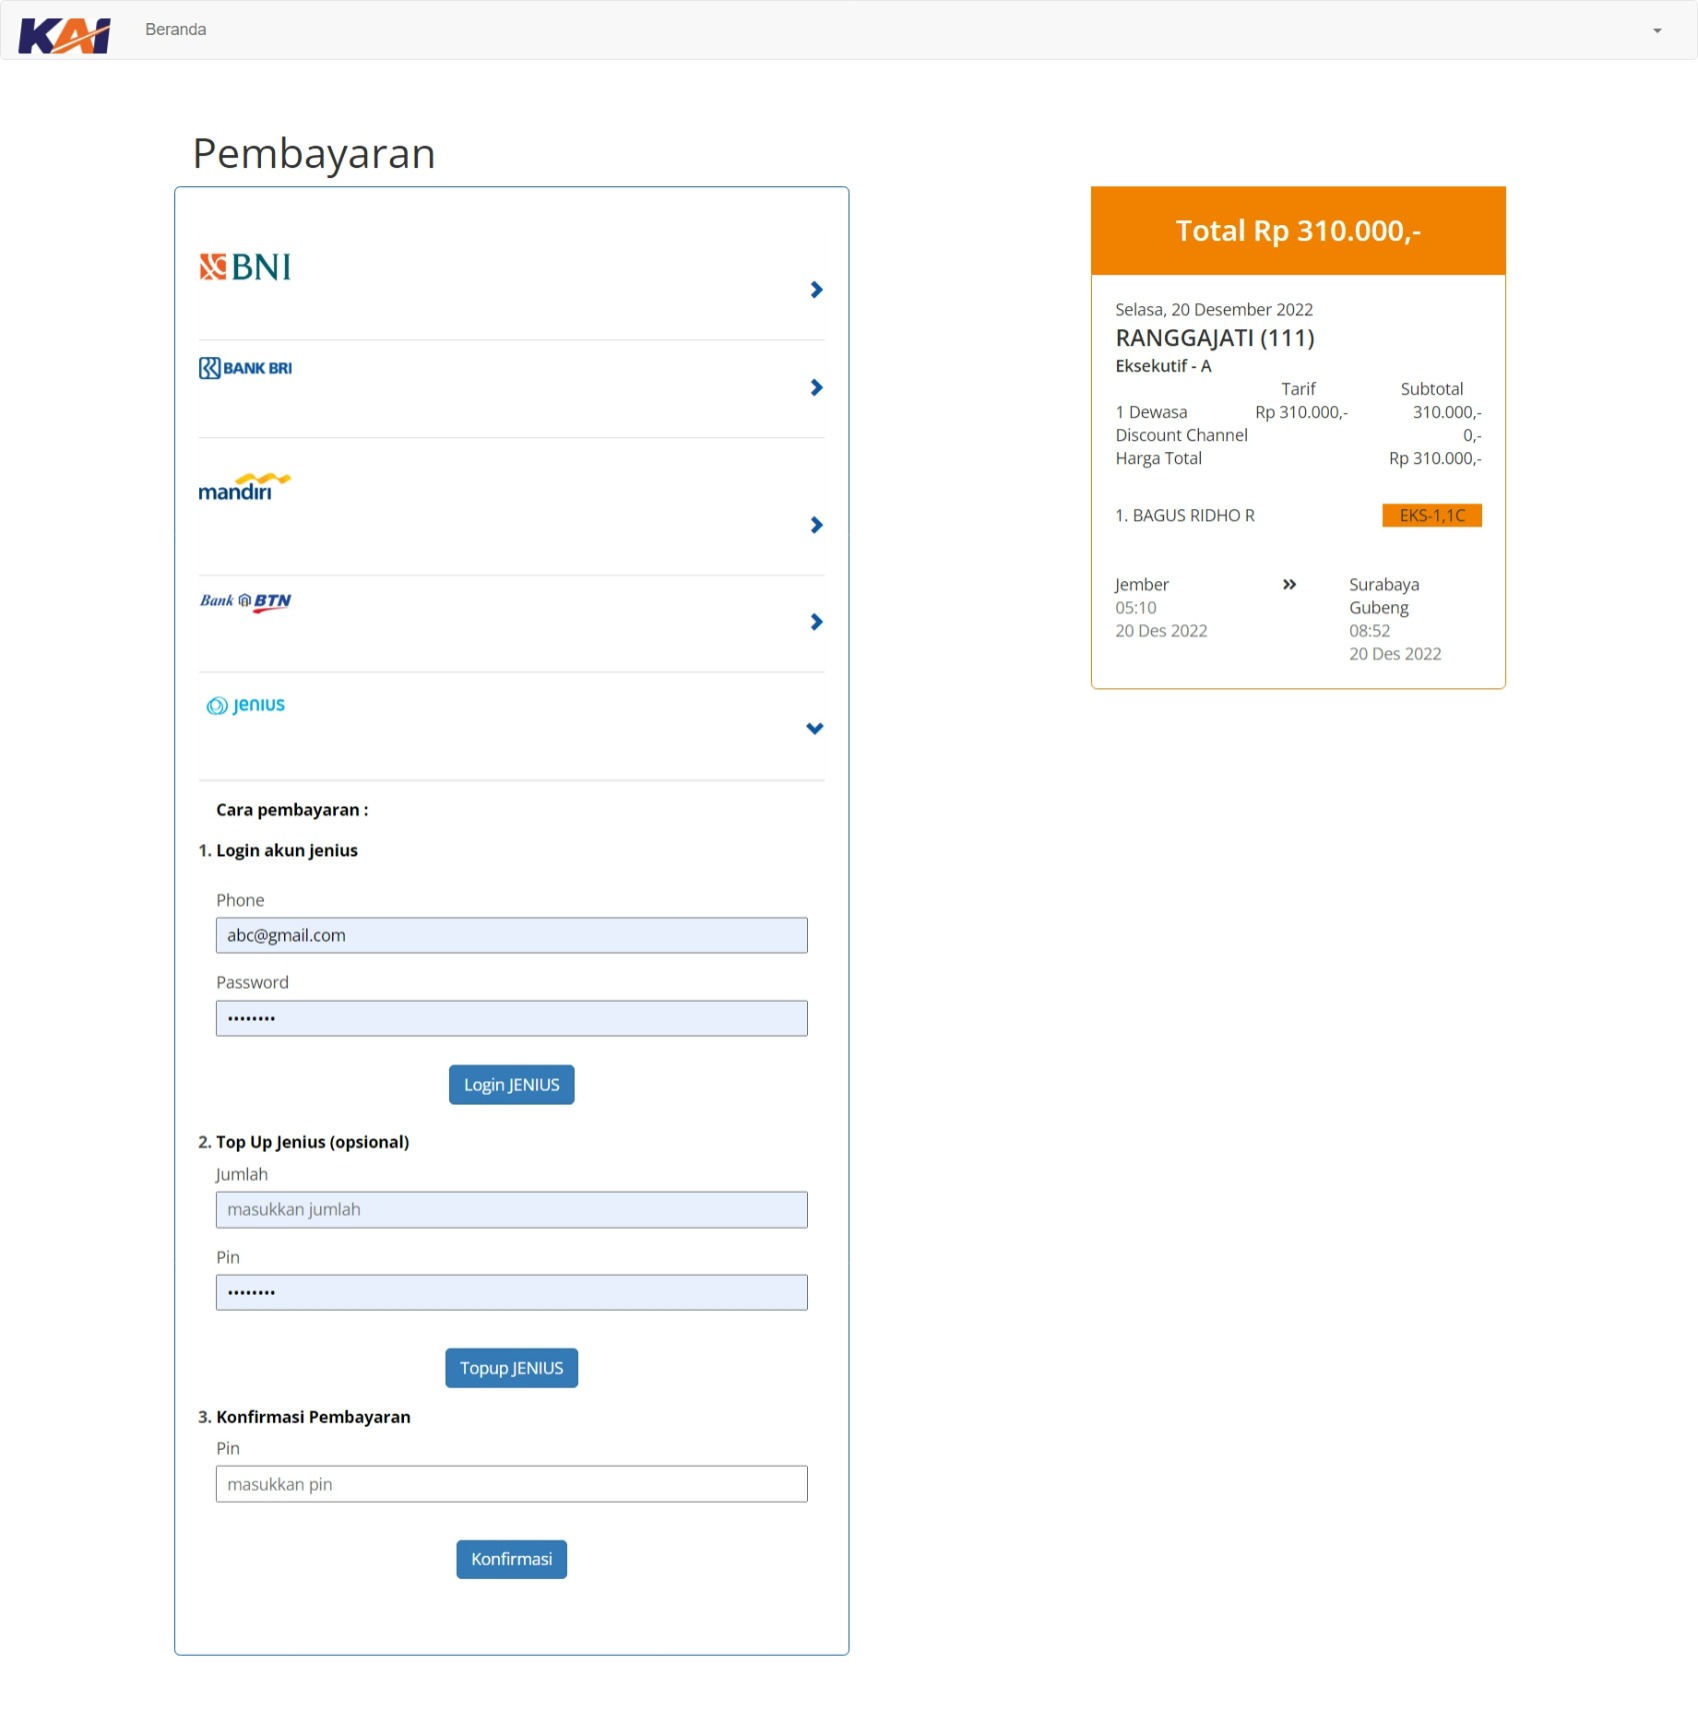 KAI
Beranda
Pembayaran
BNI
BANK BRI
mandiri
Bank BTN
jenius
Cara pembayaran :
1. Login akun jenius
Phone
abc@gmail.com
Password
••••••••
Login JENIUS
2. Top Up Jenius (opsional)
Jumlah
masukkan jumlah
Pin
••••••••
Topup JENIUS
3. Konfirmasi Pembayaran
Pin
masukkan pin
Konfirmasi
Total Rp 310.000,-
Selasa, 20 Desember 2022
RANGGAJATI (111)
Eksekutif - A
Tarif Subtotal
1 Dewasa Rp 310.000,- 310.000,-
Discount Channel 0,-
Harga Total Rp 310.000,-
1. BAGUS RIDHO R EKS-1,1C
Jember » Surabaya
05:10 Gubeng
20 Des 2022 08:52
20 Des 2022